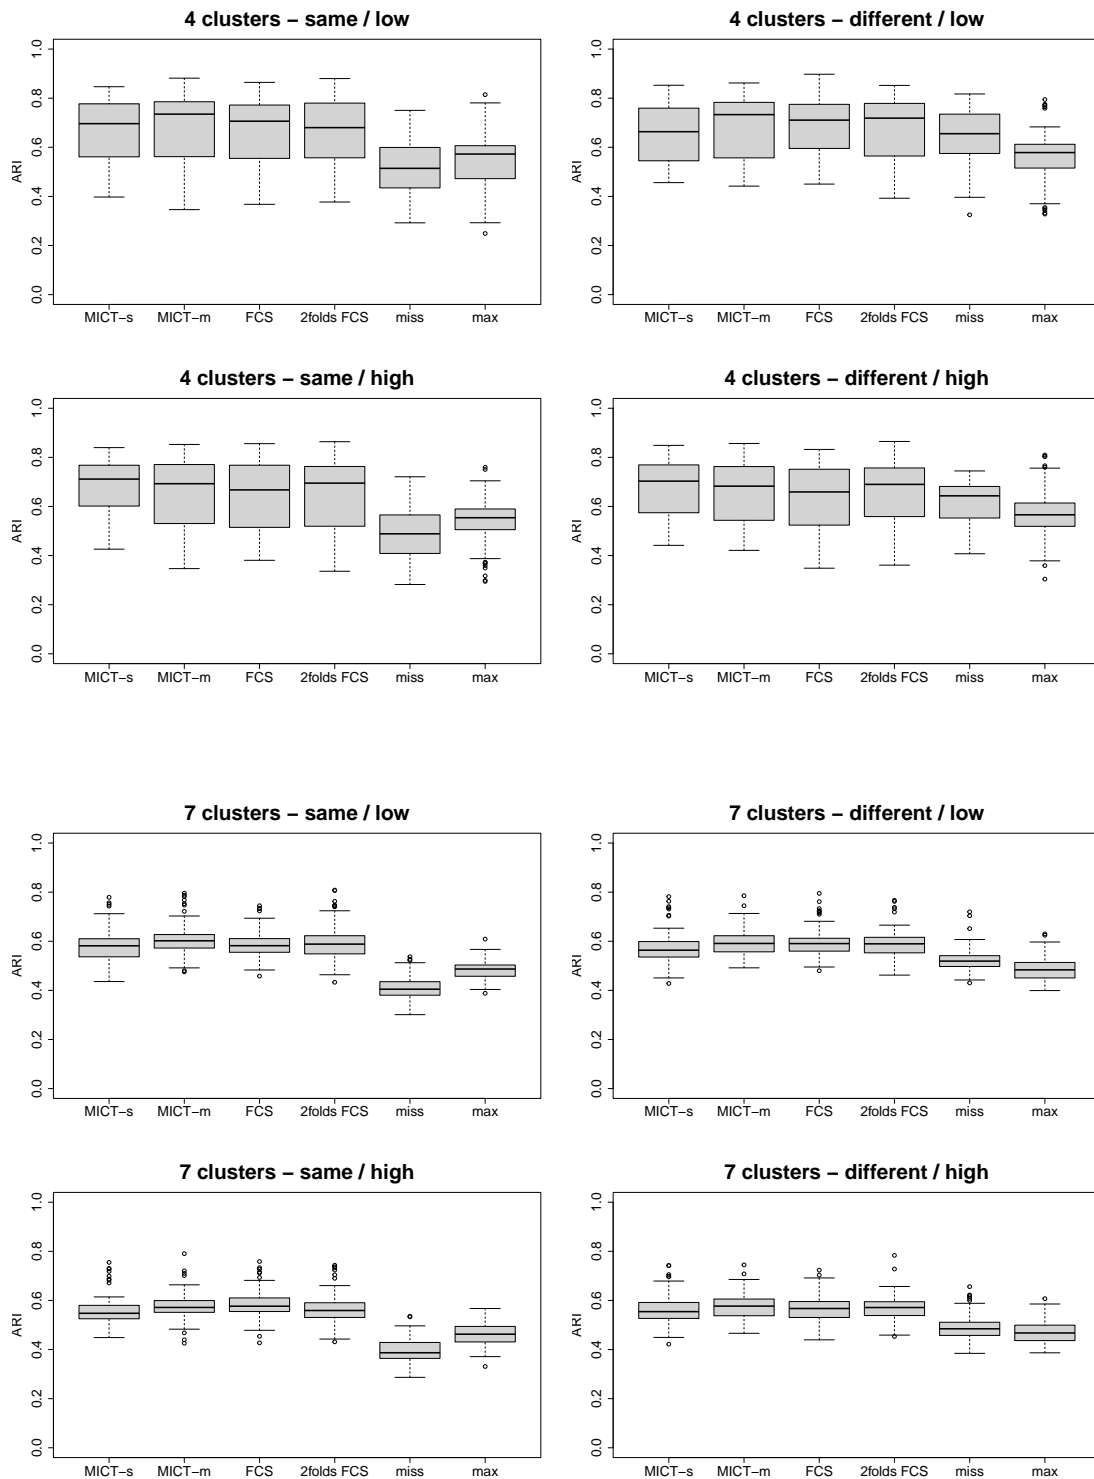 4 clusters – same / low
ARI
0.0 0.2 0.4 0.6 0.8 1.0
MICT−s MICT−m FCS 2folds FCS miss max
4 clusters – different / low
ARI
0.0 0.2 0.4 0.6 0.8 1.0
MICT−s MICT−m FCS 2folds FCS miss max
4 clusters – same / high
ARI
0.0 0.2 0.4 0.6 0.8 1.0
MICT−s MICT−m FCS 2folds FCS miss max
4 clusters – different / high
ARI
0.0 0.2 0.4 0.6 0.8 1.0
MICT−s MICT−m FCS 2folds FCS miss max
7 clusters – same / low
ARI
0.0 0.2 0.4 0.6 0.8 1.0
MICT−s MICT−m FCS 2folds FCS miss max
7 clusters – different / low
ARI
0.0 0.2 0.4 0.6 0.8 1.0
MICT−s MICT−m FCS 2folds FCS miss max
7 clusters – same / high
ARI
0.0 0.2 0.4 0.6 0.8 1.0
MICT−s MICT−m FCS 2folds FCS miss max
7 clusters – different / high
ARI
0.0 0.2 0.4 0.6 0.8 1.0
MICT−s MICT−m FCS 2folds FCS miss max